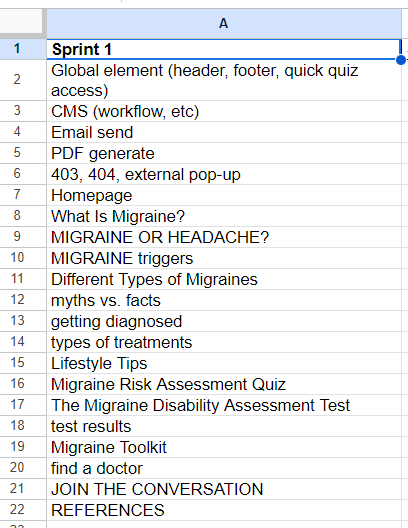 A
1 Sprint 1
2 Global element (header, footer, quick quiz
access)
3 CMS (workflow, etc)
4 Email send
5 PDF generate
6 403, 404, external pop-up
7 Homepage
8 What Is Migraine?
9 MIGRAINE OR HEADACHE?
10 MIGRAINE triggers
11 Different Types of Migraines
12 myths vs. facts
13 getting diagnosed
14 types of treatments
15 Lifestyle Tips
16 Migraine Risk Assessment Quiz
17 The Migraine Disability Assessment Test
18 test results
19 Migraine Toolkit
20 find a doctor
21 JOIN THE CONVERSATION
22 REFERENCES